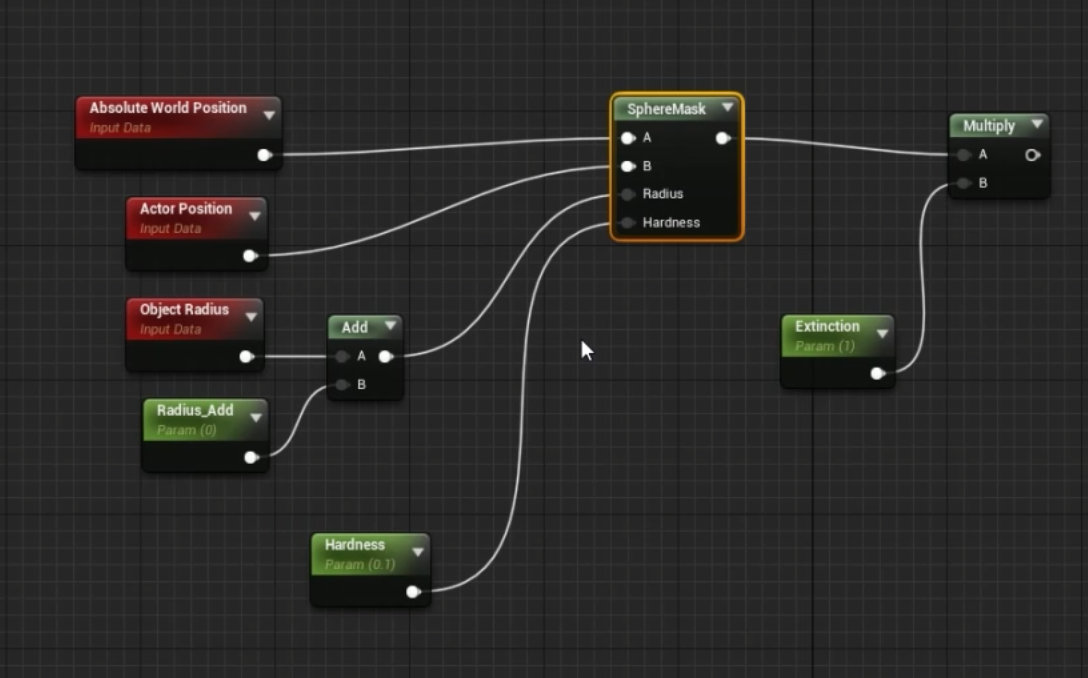 Absolute World Position
Input Data
SphereMask
A
B
Radius
Hardness
Multiply
A
B
Actor Position
Input Data
Object Radius
Input Data
Add
A
B
Extinction
Param (1)
Radius_Add
Param (0)
Hardness
Param (0.1)